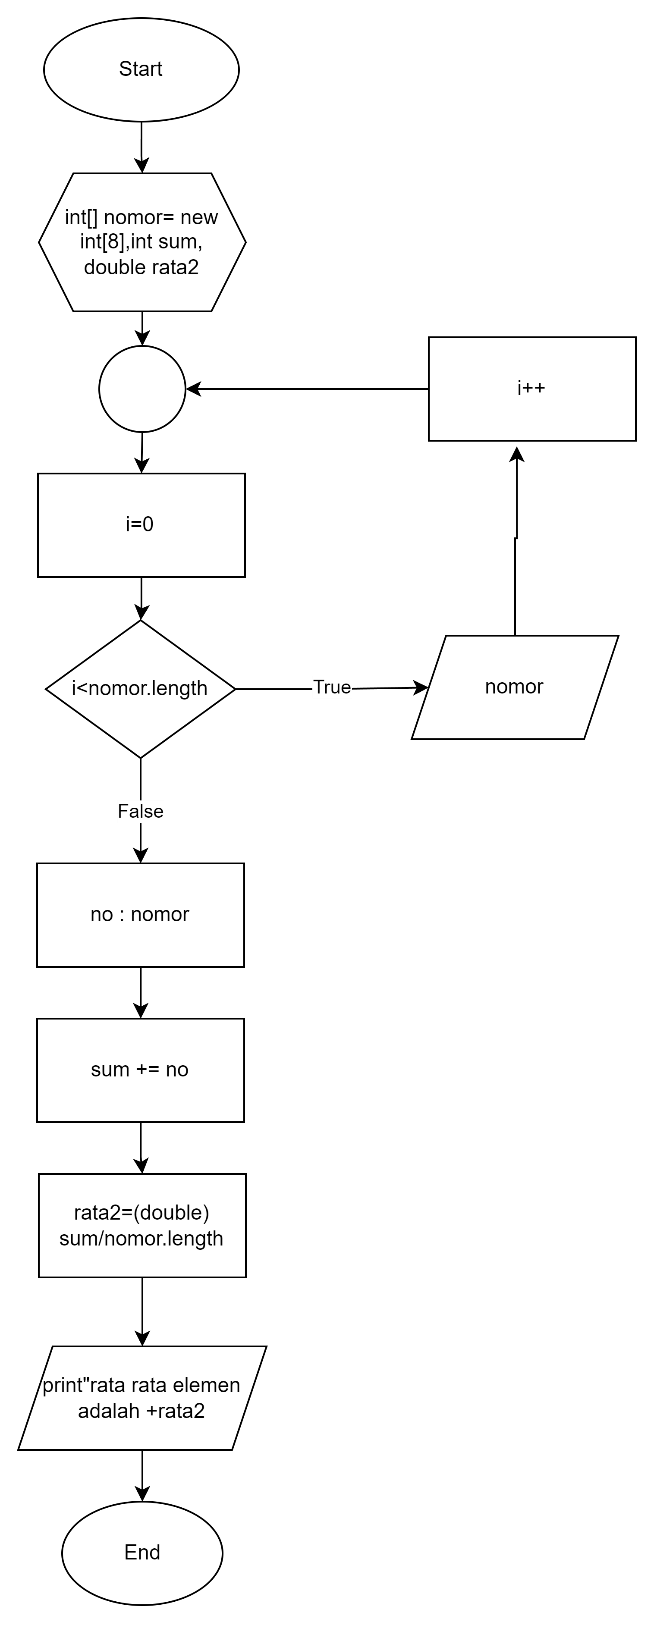 Start
int[] nomor= new
int[8],int sum,
double rata2
i++
i=0
i<nomor.length
True
nomor
False
no : nomor
sum += no
rata2=(double)
sum/nomor.length
print"rata rata elemen
adalah +rata2
End